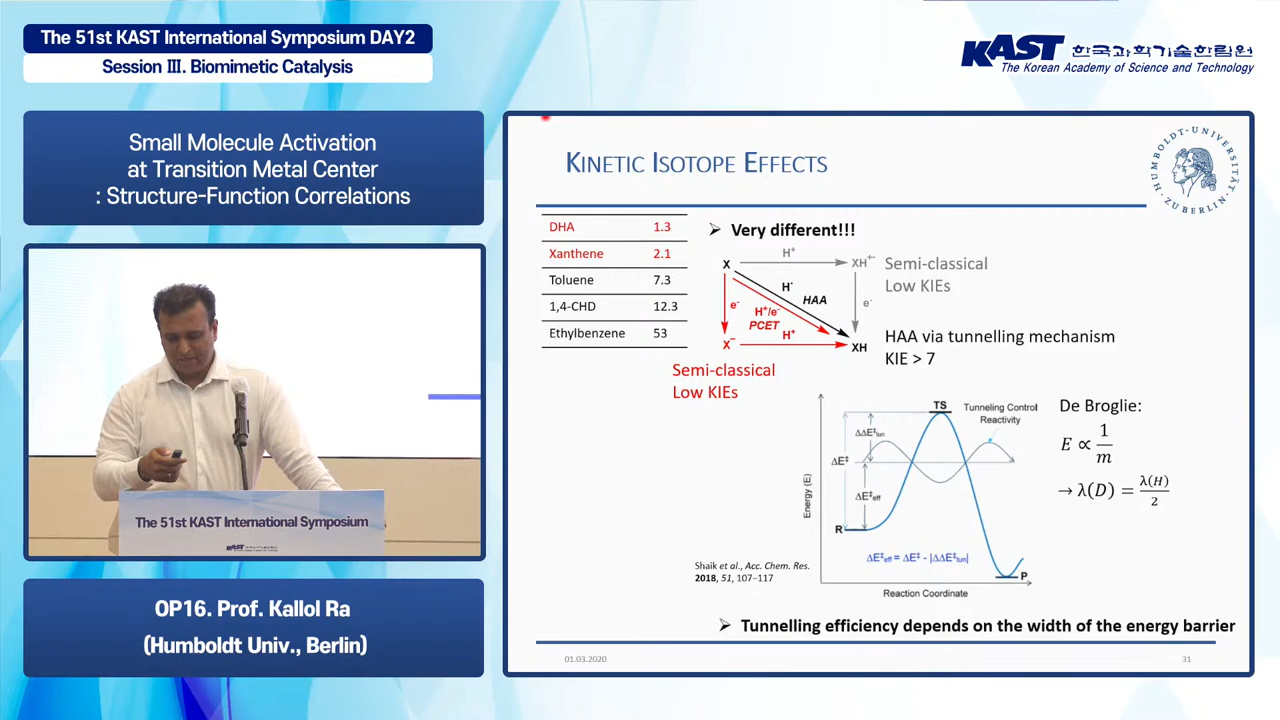 The 51st KAST International Symposium DAY2
Session Ⅲ. Biomimetic Catalysis
KAST 한국과학기술한림원
The Korean Academy of Science and Technology
Small Molecule Activation
at Transition Metal Center
: Structure-Function Correlations
The 51st KAST International Symposium
KAST
OP16. Prof. Kallol Ra
(Humboldt Univ., Berlin)
KINETIC ISOTOPE EFFECTS
HUMBOLDT-UNIVERSITÄT
ZU BERLIN
DHA 1.3
Xanthene 2.1
Toluene 7.3
1,4-CHD 12.3
Ethylbenzene 53
➢ Very different!!!
X H⁺ XH⁺·
e⁻ H· HAA e⁻
H⁺/e⁻
PCET
X⁻ H⁺ XH
Semi-classical
Low KIEs
HAA via tunnelling mechanism
KIE > 7
Semi-classical
Low KIEs
TS
Tunneling Control
Reactivity
ΔΔE‡tun
ΔE‡
ΔE‡eff
Energy (E)
R
P
ΔE‡eff = ΔE‡ - |ΔΔE‡tun|
Reaction Coordinate
De Broglie:
E ∝ 1/m
→ λ(D) = λ(H)/2
Shaik et al., Acc. Chem. Res.
2018, 51, 107–117
➢ Tunnelling efficiency depends on the width of the energy barrier
01.03.2020
31